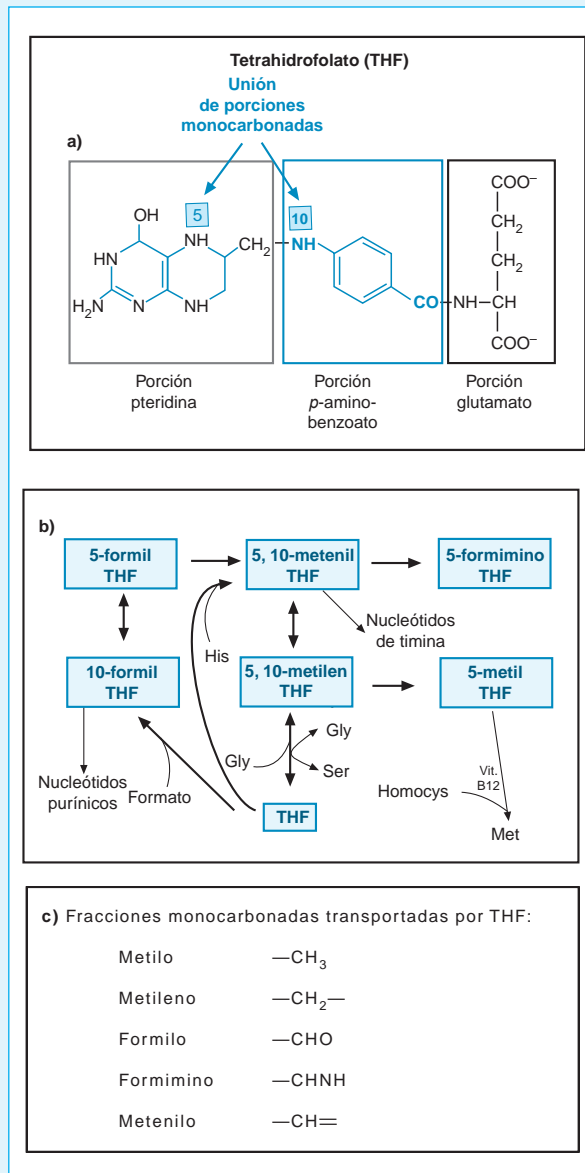 Tetrahidrofolato (THF)
Unión
de porciones
monocarbonadas
a)
5
10
OH
NH
CH2
NH
COO–
CH2
CH2
HN
H2N
N
NH
CO
NH
CH
COO–
Porción
pteridina
Porción
p-amino-
benzoato
Porción
glutamato
b)
5-formil
THF
5, 10-metenil
THF
5-formimino
THF
His
Nucleótidos
de timina
10-formil
THF
5, 10-metilen
THF
5-metil
THF
Nucleótidos
purínicos
Formato
Gly
Gly
Ser
THF
Homocys
Vit.
B12
Met
c) Fracciones monocarbonadas transportadas por THF:
Metilo —CH3
Metileno —CH2—
Formilo —CHO
Formimino —CHNH
Metenilo —CH=